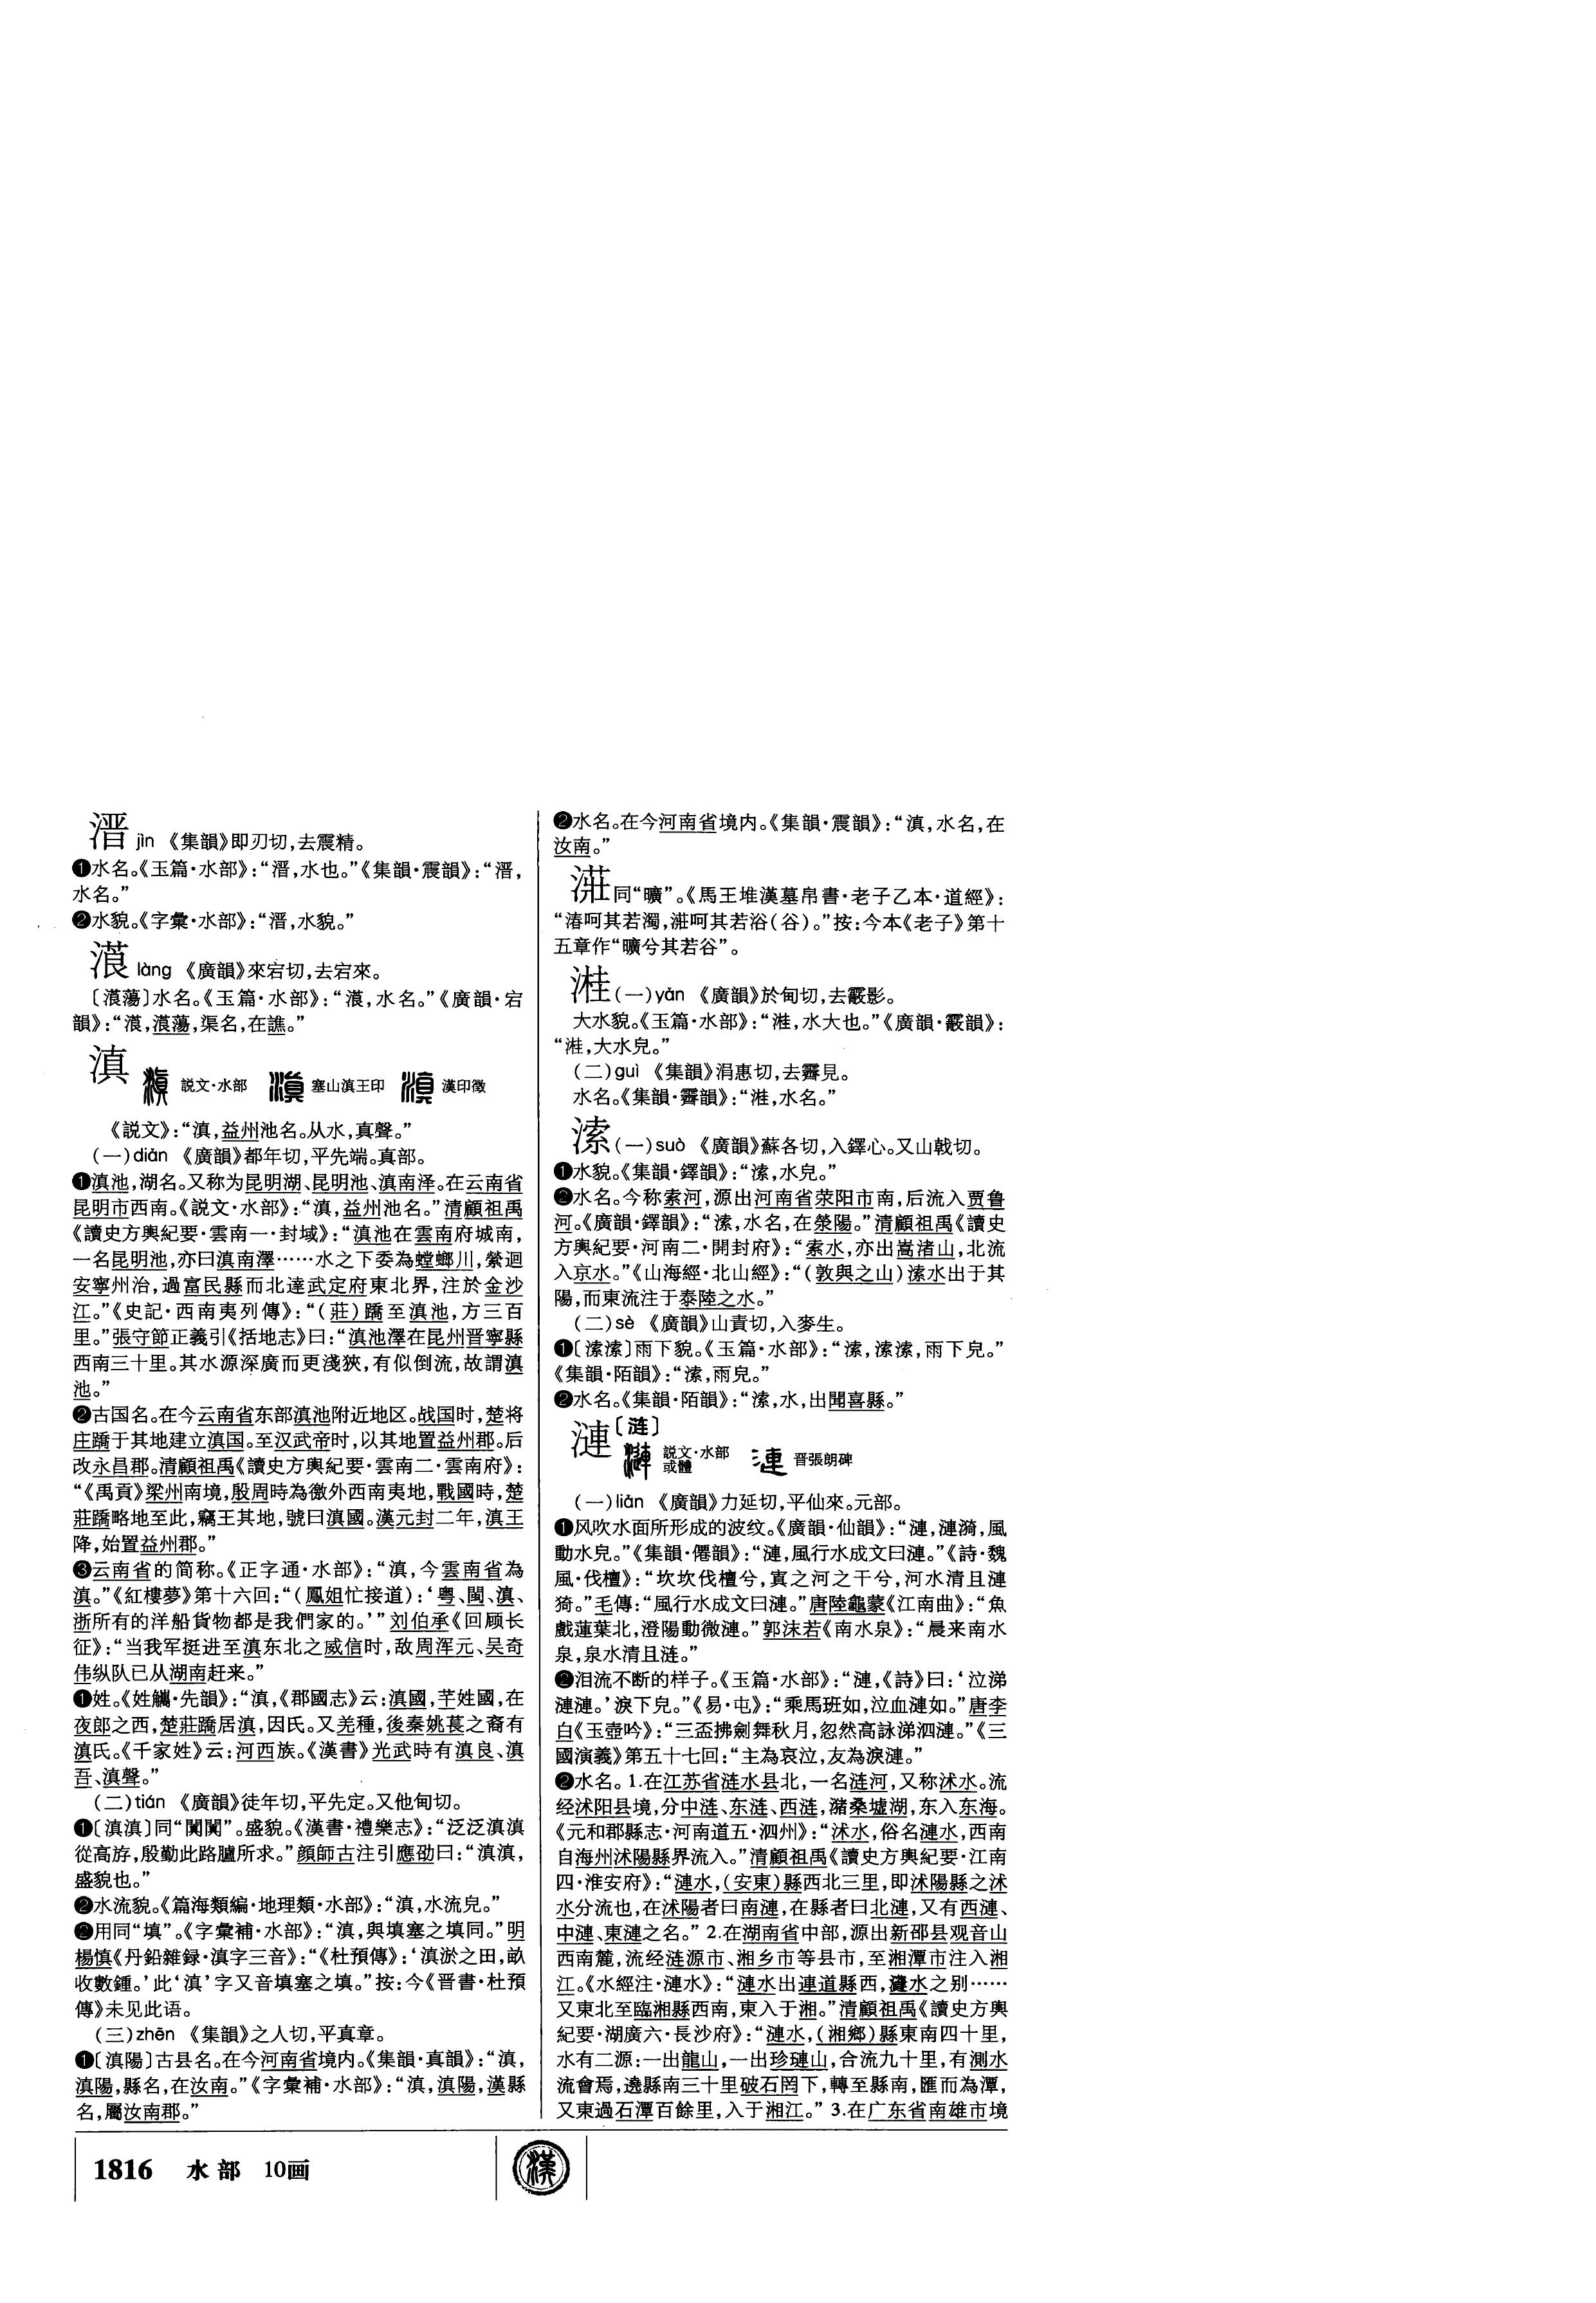 溍 jìn 《集韻》即刃切,去震精。
❶水名。《玉篇·水部》:“溍,水也。”《集韻·震韻》:“溍,
水名。”
❷水貌。《字彙·水部》:“溍,水貌。”
蒗 làng 《廣韻》來宕切,去宕來。
〔蒗蕩〕水名。《玉篇·水部》:“蒗,水名。”《廣韻·宕
韻》:“蒗,蒗蕩,渠名,在譙。”
滇 説文·水部 塞山滇王印 漢印徵
《説文》:“滇,益州池名。从水,真聲。”
(一)diān 《廣韻》都年切,平先端。真部。
❶滇池,湖名。又称为昆明湖、昆明池、滇南泽。在云南省
昆明市西南。《説文·水部》:“滇,益州池名。”清顧祖禹
《讀史方輿紀要·雲南一·封域》:“滇池在雲南府城南,
一名昆明池,亦曰滇南澤……水之下委為螳螂川,縈迴
安寧州治,過富民縣而北達武定府東北界,注於金沙
江。”《史記·西南夷列傳》:“(莊)蹻至滇池,方三百
里。”張守節正義引《括地志》曰:“滇池澤在昆州晋寧縣
西南三十里。其水源深廣而更淺狹,有似倒流,故謂滇
池。”
❷古国名。在今云南省东部滇池附近地区。战国时,楚将
庄蹻于其地建立滇国。至汉武帝时,以其地置益州郡。后
改永昌郡。清顧祖禹《讀史方輿紀要·雲南二·雲南府》:
“《禹貢》梁州南境,殷周時為徼外西南夷地,戰國時,楚
莊蹻略地至此,竊王其地,號曰滇國。漢元封二年,滇王
降,始置益州郡。”
❸云南省的简称。《正字通·水部》:“滇,今雲南省為
滇。”《紅樓夢》第十六回:“(鳳姐忙接道):‘粤、閩、滇、
浙所有的洋船貨物都是我們家的。’”刘伯承《回顾长
征》:“当我军挺进至滇东北之威信时,敌周浑元、吴奇
伟纵队已从湖南赶来。”
❶姓。《姓觿·先韻》:“滇,《郡國志》云:滇國,芊姓國,在
夜郎之西,楚莊蹻居滇,因氏。又羌種,後秦姚萇之裔有
滇氏。《千家姓》云:河西族。《漢書》光武時有滇良、滇
吾、滇聲。”
(二)tián 《廣韻》徒年切,平先定。又他甸切。
❶〔滇滇〕同“闐闐”。盛貌。《漢書·禮樂志》:“泛泛滇滇
從高斿,殷勤此路臚所求。”顔師古注引應劭曰:“滇滇,
盛貌也。”
❷水流貌。《篇海類編·地理類·水部》:“滇,水流皃。”
❷用同“填”。《字彙補·水部》:“滇,與填塞之填同。”明
楊慎《丹鉛雜録·滇字三音》:“《杜預傳》:‘滇淤之田,畝
收數鍾。’此‘滇’字又音填塞之填。”按:今《晋書·杜預
傳》未见此语。
(三)zhēn 《集韻》之人切,平真章。
❶〔滇陽〕古县名。在今河南省境内。《集韻·真韻》:“滇,
滇陽,縣名,在汝南。”《字彙補·水部》:“滇,滇陽,漢縣
名,屬汝南郡。”
❷水名。在今河南省境内。《集韻·震韻》:“滇,水名,在
汝南。”
同“曠”。《馬王堆漢墓帛書·老子乙本·道經》:
“湷呵其若濁,呵其若浴(谷)。”按:今本《老子》第十
五章作“曠兮其若谷”。
溎(一)yǎn 《廣韻》於甸切,去霰影。
大水貌。《玉篇·水部》:“溎,水大也。”《廣韻·霰韻》:
“溎,大水皃。”
(二)guì 《集韻》涓惠切,去霽見。
水名。《集韻·霽韻》:“溎,水名。”
溹(一)suò 《廣韻》蘇各切,入鐸心。又山戟切。
❶水貌。《集韻·鐸韻》:“溹,水皃。”
❷水名。今称索河,源出河南省荥阳市南,后流入贾鲁
河。《廣韻·鐸韻》:“溹,水名,在滎陽。”清顧祖禹《讀史
方輿紀要·河南二·開封府》:“索水,亦出嵩渚山,北流
入京水。”《山海經·北山經》:“(敦與之山)溹水出于其
陽,而東流注于泰陸之水。”
(二)sè 《廣韻》山責切,入麥生。
❶〔溹溹〕雨下貌。《玉篇·水部》:“溹,溹溹,雨下皃。”
《集韻·陌韻》:“溹,雨皃。”
❷水名。《集韻·陌韻》:“溹,水,出聞喜縣。”
漣〔涟〕 説文·水部或體 晋張朗碑
(一)lián 《廣韻》力延切,平仙來。元部。
❶风吹水面所形成的波纹。《廣韻·仙韻》:“漣,漣漪,風
動水皃。”《集韻·僊韻》:“漣,風行水成文曰漣。”《詩·魏
風·伐檀》:“坎坎伐檀兮,寘之河之干兮,河水清且漣
猗。”毛傳:“風行水成文曰漣。”唐陸龜蒙《江南曲》:“魚
戲蓮葉北,澄陽動微漣。”郭沫若《南水泉》:“晨来南水
泉,泉水清且涟。”
❷泪流不断的样子。《玉篇·水部》:“漣,《詩》曰:‘泣涕
漣漣。’淚下皃。”《易·屯》:“乘馬班如,泣血漣如。”唐李
白《玉壺吟》:“三盃拂劍舞秋月,忽然高詠涕泗漣。”《三
國演義》第五十七回:“主為哀泣,友為淚漣。”
❷水名。1.在江苏省涟水县北,一名涟河,又称沭水。流
经沭阳县境,分中涟、东涟、西涟,潴桑墟湖,东入东海。
《元和郡縣志·河南道五·泗州》:“沭水,俗名漣水,西南
自海州沭陽縣界流入。”清顧祖禹《讀史方輿紀要·江南
四·淮安府》:“漣水,(安東)縣西北三里,即沭陽縣之沭
水分流也,在沭陽者曰南漣,在縣者曰北漣,又有西漣、
中漣、東漣之名。” 2.在湖南省中部,源出新邵县观音山
西南麓,流经涟源市、湘乡市等县市,至湘潭市注入湘
江。《水經注·漣水》:“漣水出連道縣西,水之别……
又東北至臨湘縣西南,東入于湘。”清顧祖禹《讀史方輿
紀要·湖廣六·長沙府》:“漣水,(湘鄉)縣東南四十里,
水有二源:一出龍山,一出珍璉山,合流九十里,有測水
流會焉,遶縣南三十里破石罔下,轉至縣南,匯而為潭,
又東過石潭百餘里,入于湘江。” 3.在广东省南雄市境
1816 水部 10画
漢